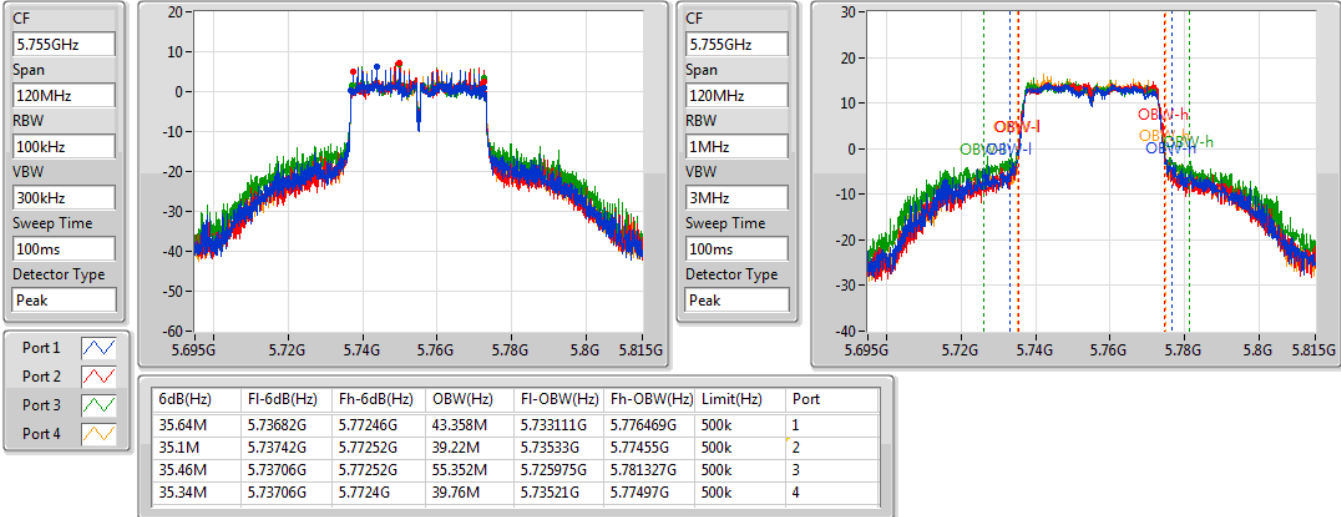 CF
5.755GHz
Span
120MHz
RBW
100kHz
VBW
300kHz
Sweep Time
100ms
Detector Type
Peak
20
10
0
-10
-20
-30
-40
-50
-60
5.695G 5.72G 5.74G 5.76G 5.78G 5.8G 5.815G
CF
5.755GHz
Span
120MHz
RBW
1MHz
VBW
3MHz
Sweep Time
100ms
Detector Type
Peak
30
20
10
0
-10
-20
-30
-40
OBW-l
OBW-l
OBW-h
OBW-h
OBW-h
5.695G 5.72G 5.74G 5.76G 5.78G 5.8G 5.815G
Port 1
Port 2
Port 3
Port 4
6dB(Hz) Fl-6dB(Hz) Fh-6dB(Hz) OBW(Hz) Fl-OBW(Hz) Fh-OBW(Hz) Limit(Hz) Port
35.64M 5.73682G 5.77246G 43.358M 5.733111G 5.776469G 500k 1
35.1M 5.73742G 5.77252G 39.22M 5.73533G 5.77455G 500k 2
35.46M 5.73706G 5.77252G 55.352M 5.725975G 5.781327G 500k 3
35.34M 5.73706G 5.7724G 39.76M 5.73521G 5.77497G 500k 4